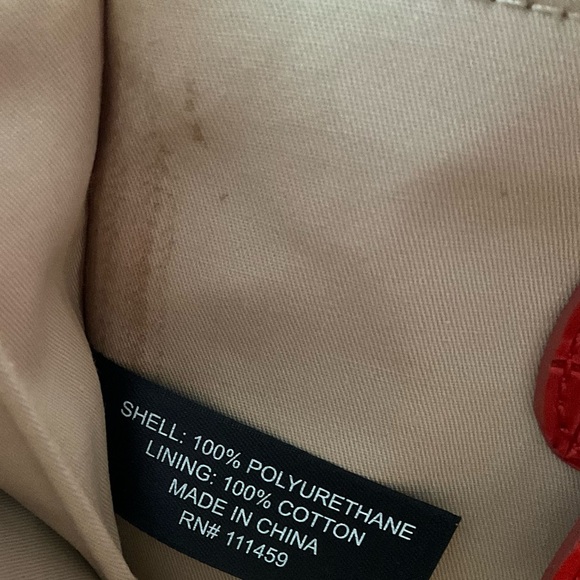 SHELL: 100% POLYURETHANE
LINING: 100% COTTON
MADE IN CHINA
RN# 111459